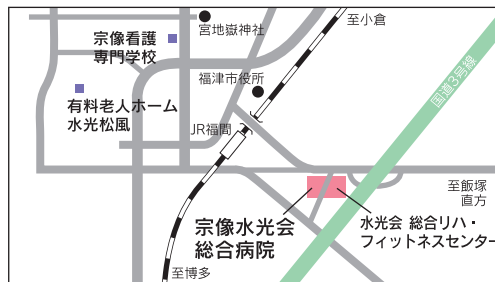 宮地嶽神社
至小倉
宗像看護
専門学校
福津市役所
国道3号線
有料老人ホーム
水光松風
JR福間
至飯塚
直方
宗像水光会
総合病院
水光会 総合リハ・
フィットネスセンター
至博多